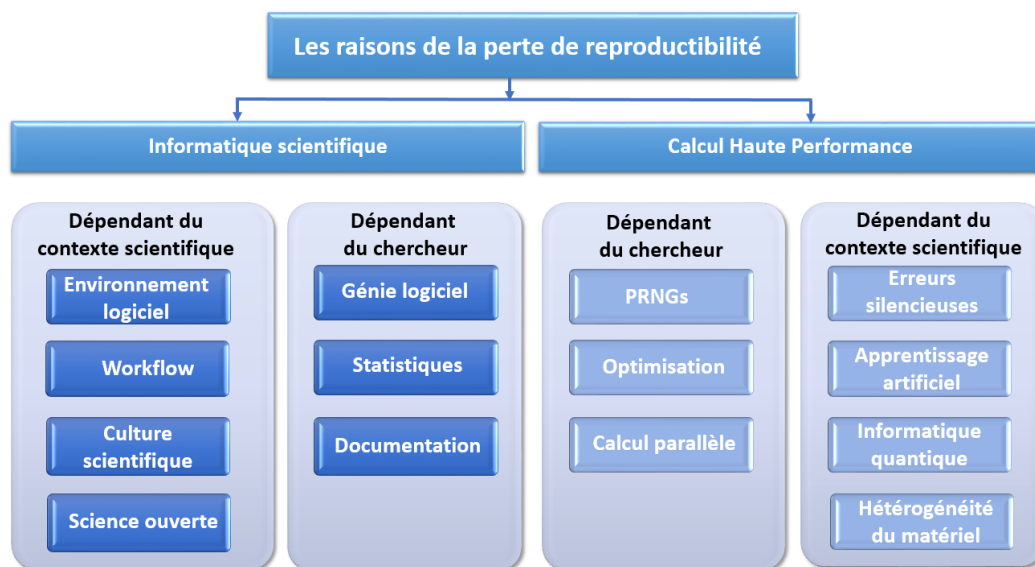 Les raisons de la perte de reproductibilité
Informatique scientifique
Calcul Haute Performance
Dépendant du
contexte scientifique
Environnement
logiciel
Workflow
Culture
scientifique
Science ouverte
Dépendant
du chercheur
Génie logiciel
Statistiques
Documentation
Dépendant
du chercheur
PRNGs
Optimisation
Calcul parallèle
Dépendant du
contexte scientifique
Erreurs
silencieuses
Apprentissage
artificiel
Informatique
quantique
Hétérogénéité
du matériel